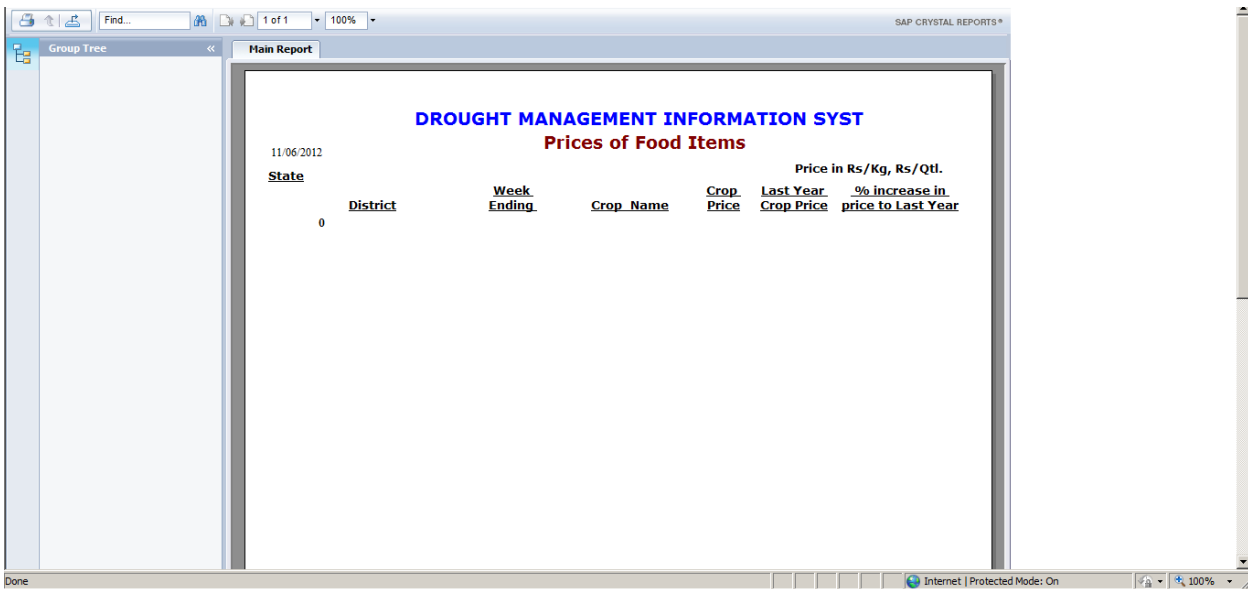 Find...
1 of 1
100%
SAP CRYSTAL REPORTS®
Group Tree «
Main Report
DROUGHT MANAGEMENT INFORMATION SYST
Prices of Food Items
11/06/2012
Price in Rs/Kg, Rs/Qtl.
State
District
Week Ending
Crop Name
Crop Price
Last Year Crop Price
% increase in price to Last Year
0
Done
Internet | Protected Mode: On
100%